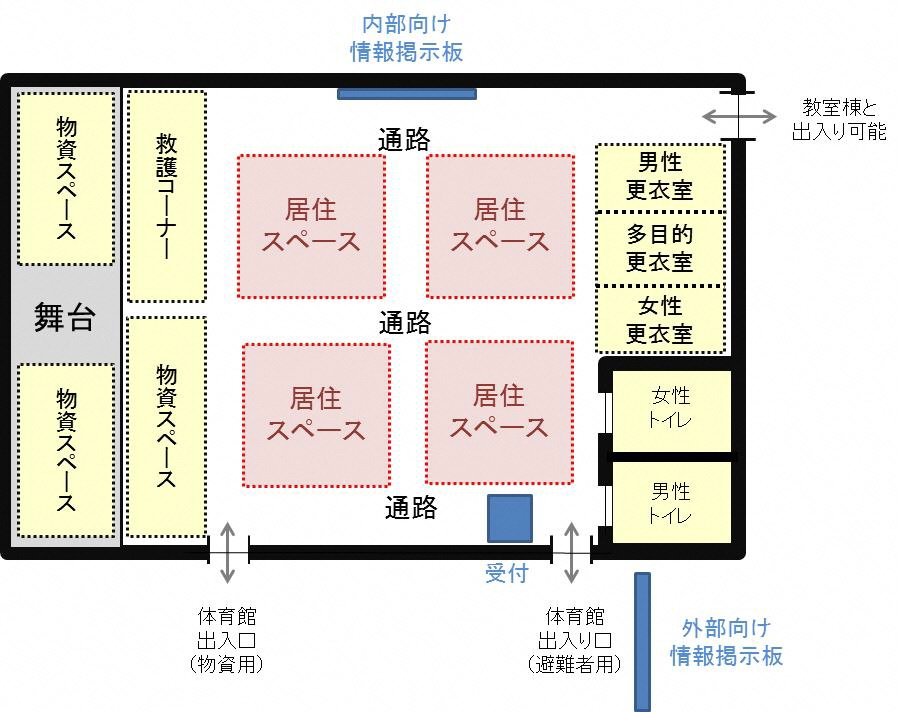 内部向け
情報掲示板
教室棟と
出入り可能
物資スペース
救護コーナー
通路
居住
スペース
居住
スペース
男性
更衣室
多目的
更衣室
女性
更衣室
舞台
通路
物資スペース
物資スペース
居住
スペース
居住
スペース
女性
トイレ
男性
トイレ
通路
受付
体育館
出入口
（物資用）
体育館
出入り口
（避難者用）
外部向け
情報掲示板